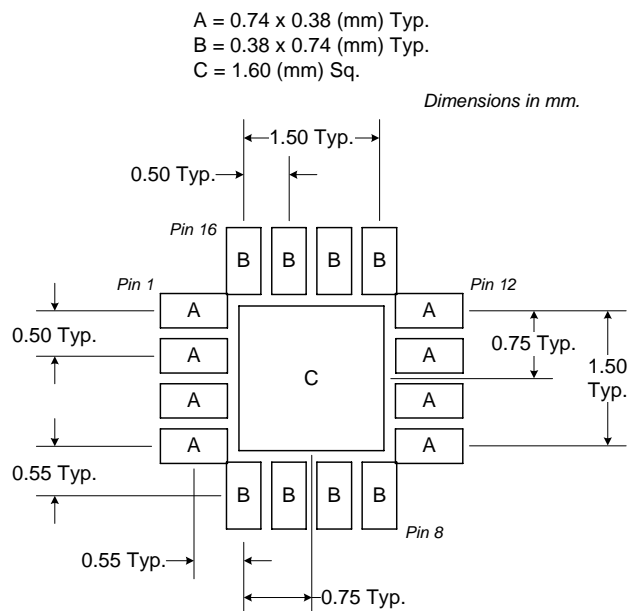 A = 0.74 x 0.38 (mm) Typ.
B = 0.38 x 0.74 (mm) Typ.
C = 1.60 (mm) Sq.
Dimensions in mm.
1.50 Typ.
0.50 Typ.
Pin 16
B B B B
Pin 1
Pin 12
A A
0.50 Typ.
0.75 Typ.
A A
1.50
Typ.
C
A A
A A
0.55 Typ.
B B B B
Pin 8
0.55 Typ.
0.75 Typ.